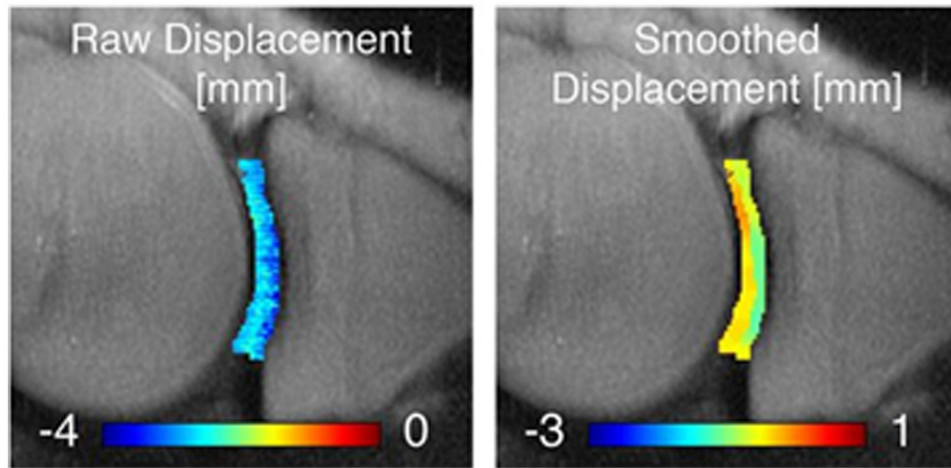 Raw Displacement
[mm]
-4
0
Smoothed
Displacement [mm]
-3
1